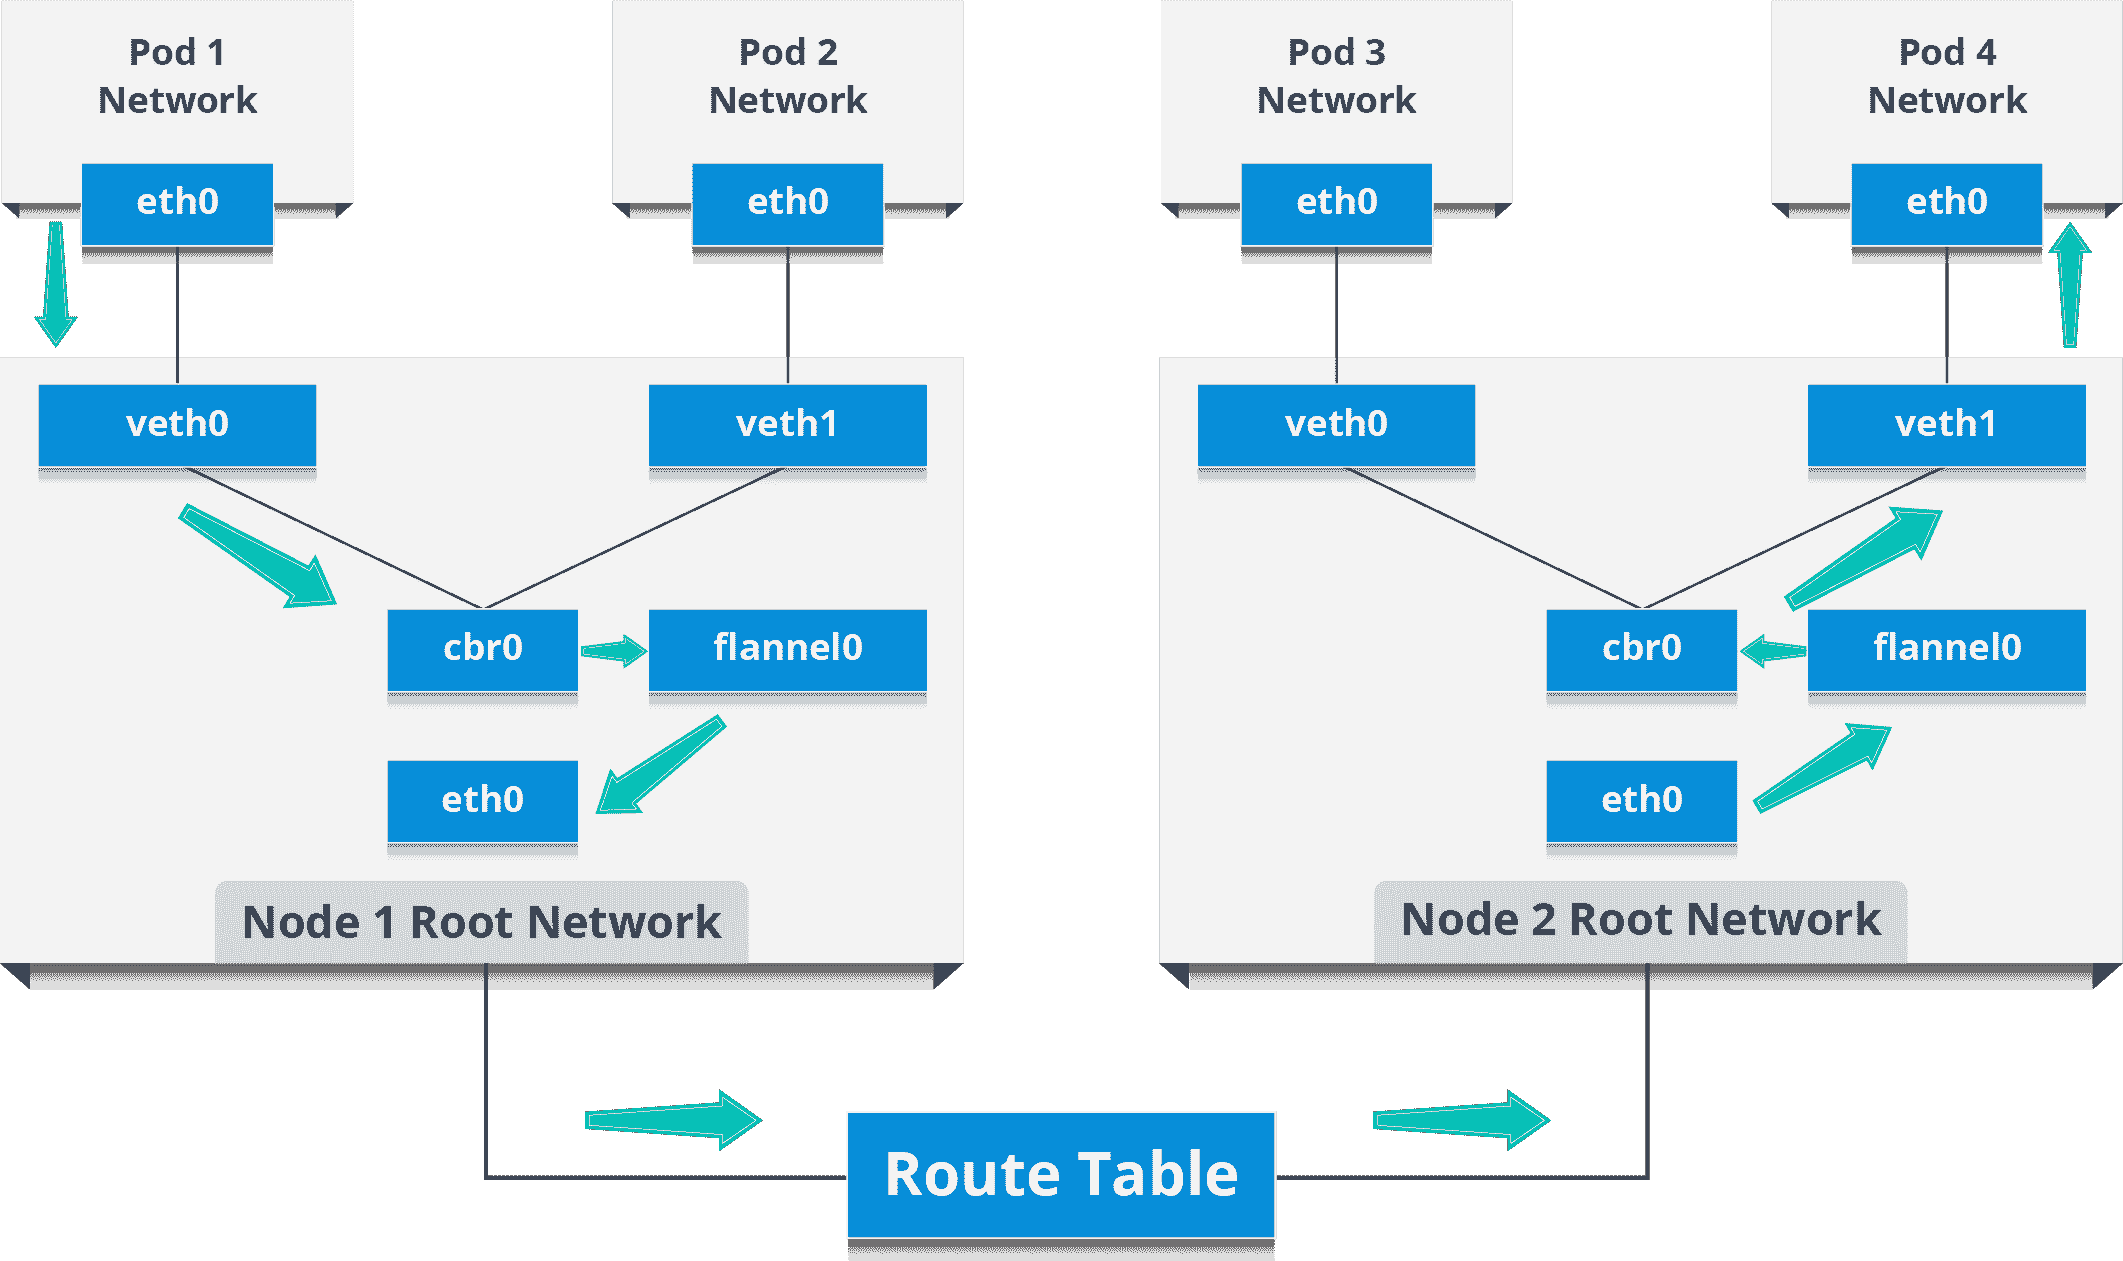 Pod 1
Network
Pod 2
Network
Pod 3
Network
Pod 4
Network
eth0
eth0
eth0
eth0
veth0
veth1
veth0
veth1
cbr0
flannel0
cbr0
flannel0
eth0
eth0
Node 1 Root Network
Node 2 Root Network
Route Table